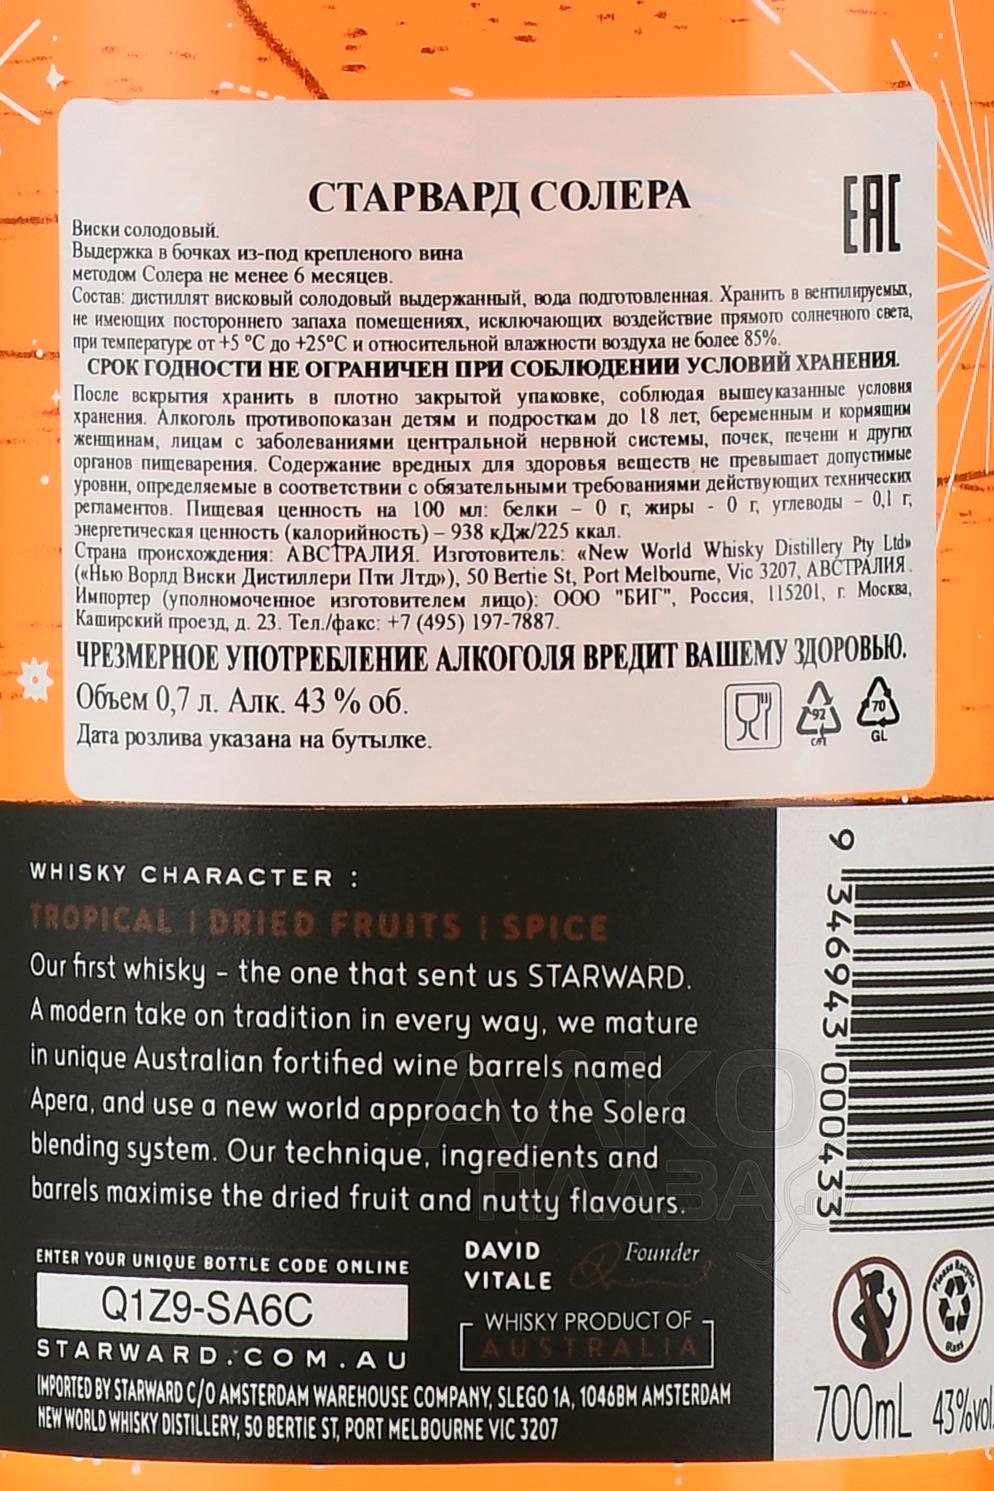 СТАРВАРД СОЛЕРА
EAC
Виски солодовый.
Выдержка в бочках из-под крепленого вина
методом Солера не менее 6 месяцев.
Состав: дистиллят висковый солодовый выдержанный, вода подготовленная. Хранить в вентилируемых,
не имеющих постороннего запаха помещениях, исключающих воздействие прямого солнечного света,
при температуре от +5 °C до +25°C и относительной влажности воздуха не более 85%.
СРОК ГОДНОСТИ НЕ ОГРАНИЧЕН ПРИ СОБЛЮДЕНИИ УСЛОВИЙ ХРАНЕНИЯ.
После вскрытия хранить в плотно закрытой упаковке, соблюдая вышеуказанные условия
хранения. Алкоголь противопоказан детям и подросткам до 18 лет, беременным и кормящим
женщинам, лицам с заболеваниями центральной нервной системы, почек, печени и других
органов пищеварения. Содержание вредных для здоровья веществ не превышает допустимые
уровни, определяемые в соответствии с обязательными требованиями действующих технических
регламентов. Пищевая ценность на 100 мл: белки – 0 г, жиры - 0 г, углеводы – 0,1 г,
энергетическая ценность (калорийность) – 938 кДж/225 ккал.
Страна происхождения: АВСТРАЛИЯ. Изготовитель: «New World Whisky Distillery Pty Ltd»
(«Нью Ворлд Виски Дистиллери Пти Лтд»), 50 Bertie St, Port Melbourne, Vic 3207, АВСТРАЛИЯ.
Импортер (уполномоченное изготовителем лицо): ООО "БИГ", Россия, 115201, г. Москва,
Каширский проезд, д. 23. Тел./факс: +7 (495) 197-7887.
ЧРЕЗМЕРНОЕ УПОТРЕБЛЕНИЕ АЛКОГОЛЯ ВРЕДИТ ВАШЕМУ ЗДОРОВЬЮ.
Объем 0,7 л. Алк. 43 % об.
Дата розлива указана на бутылке.
92
70
GL
WHISKY CHARACTER :
TROPICAL | DRIED FRUITS | SPICE
Our first whisky – the one that sent us STARWARD.
A modern take on tradition in every way, we mature
in unique Australian fortified wine barrels named
Apera, and use a new world approach to the Solera
blending system. Our technique, ingredients and
barrels maximise the dried fruit and nutty flavours.
ENTER YOUR UNIQUE BOTTLE CODE ONLINE
Q1Z9-SA6C
STARWARD.COM.AU
DAVID
VITALE
Founder
WHISKY PRODUCT OF
AUSTRALIA
IMPORTED BY STARWARD C/O AMSTERDAM WAREHOUSE COMPANY, SLEGO 1A, 1046BM AMSTERDAM
NEW WORLD WHISKY DISTILLERY, 50 BERTIE ST, PORT MELBOURNE VIC 3207
9 346943 000433
Please Recycle
Glass
700mL 43%vol.
АЛКО
ПЛАЗА